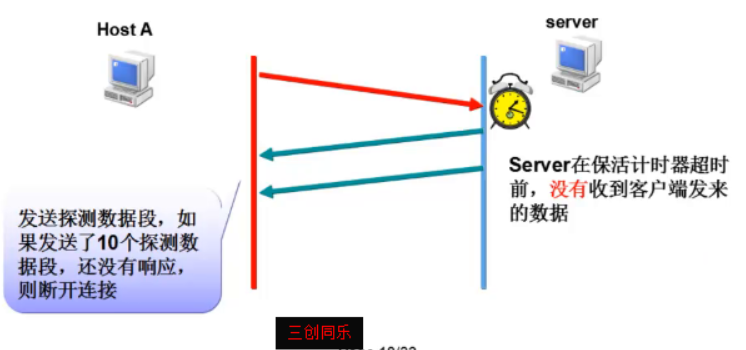 Host A
server
Server在保活计时器超时
前，没有收到客户端发来
的数据
发送探测数据段，如
果发送了10个探测数
据段，还没有响应，
则断开连接
三创同乐